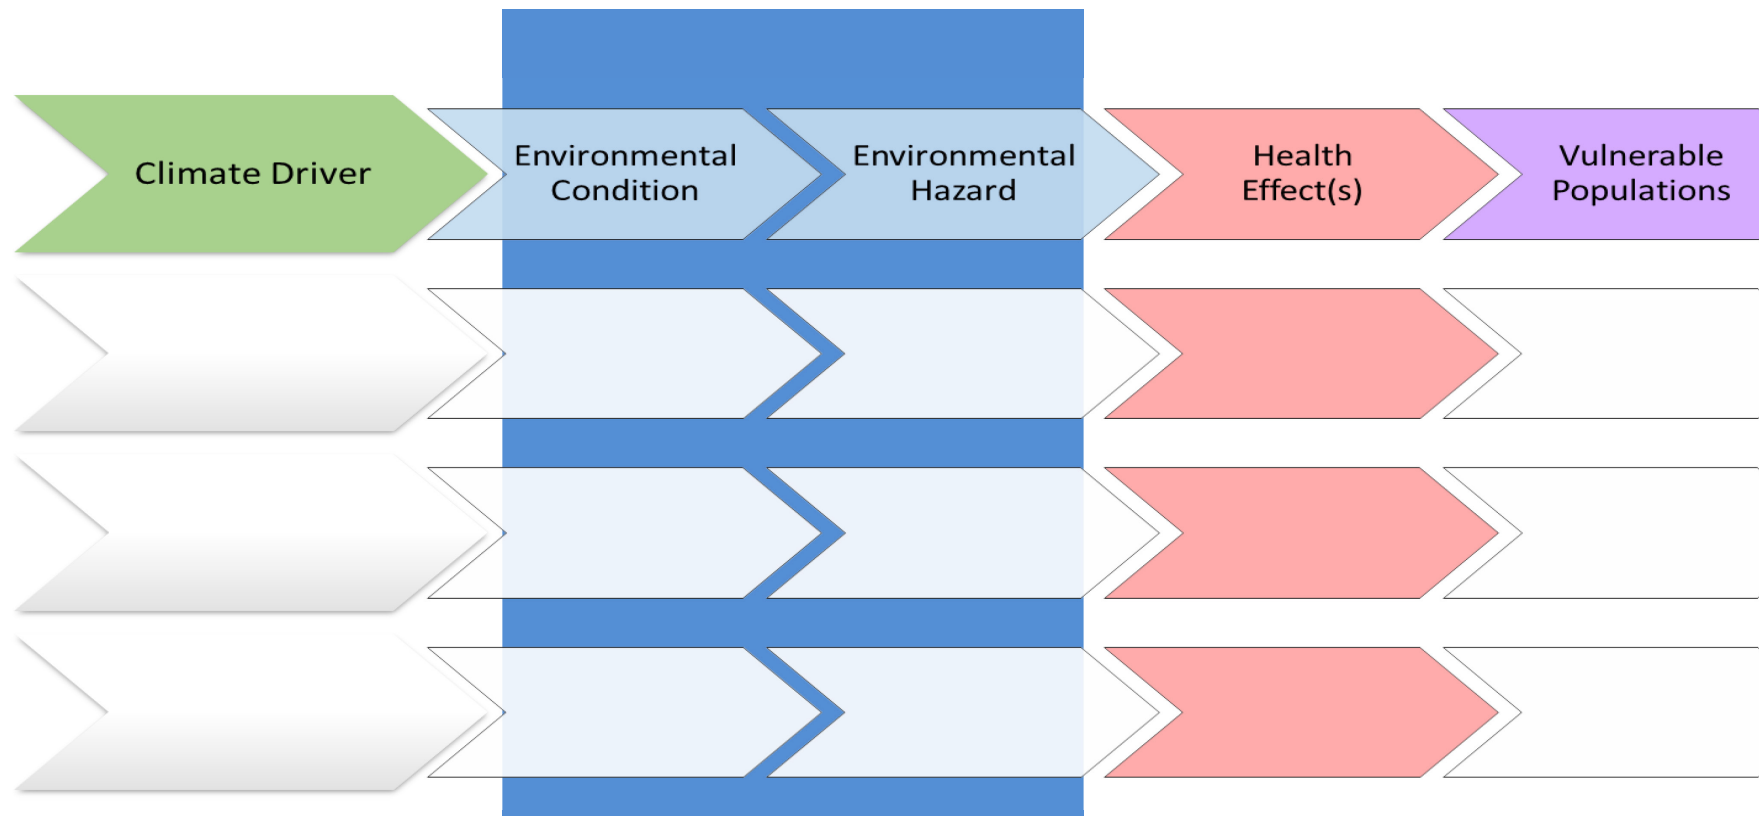 Climate Driver
Environmental
Condition
Environmental
Hazard
Health
Effect(s)
Vulnerable
Populations